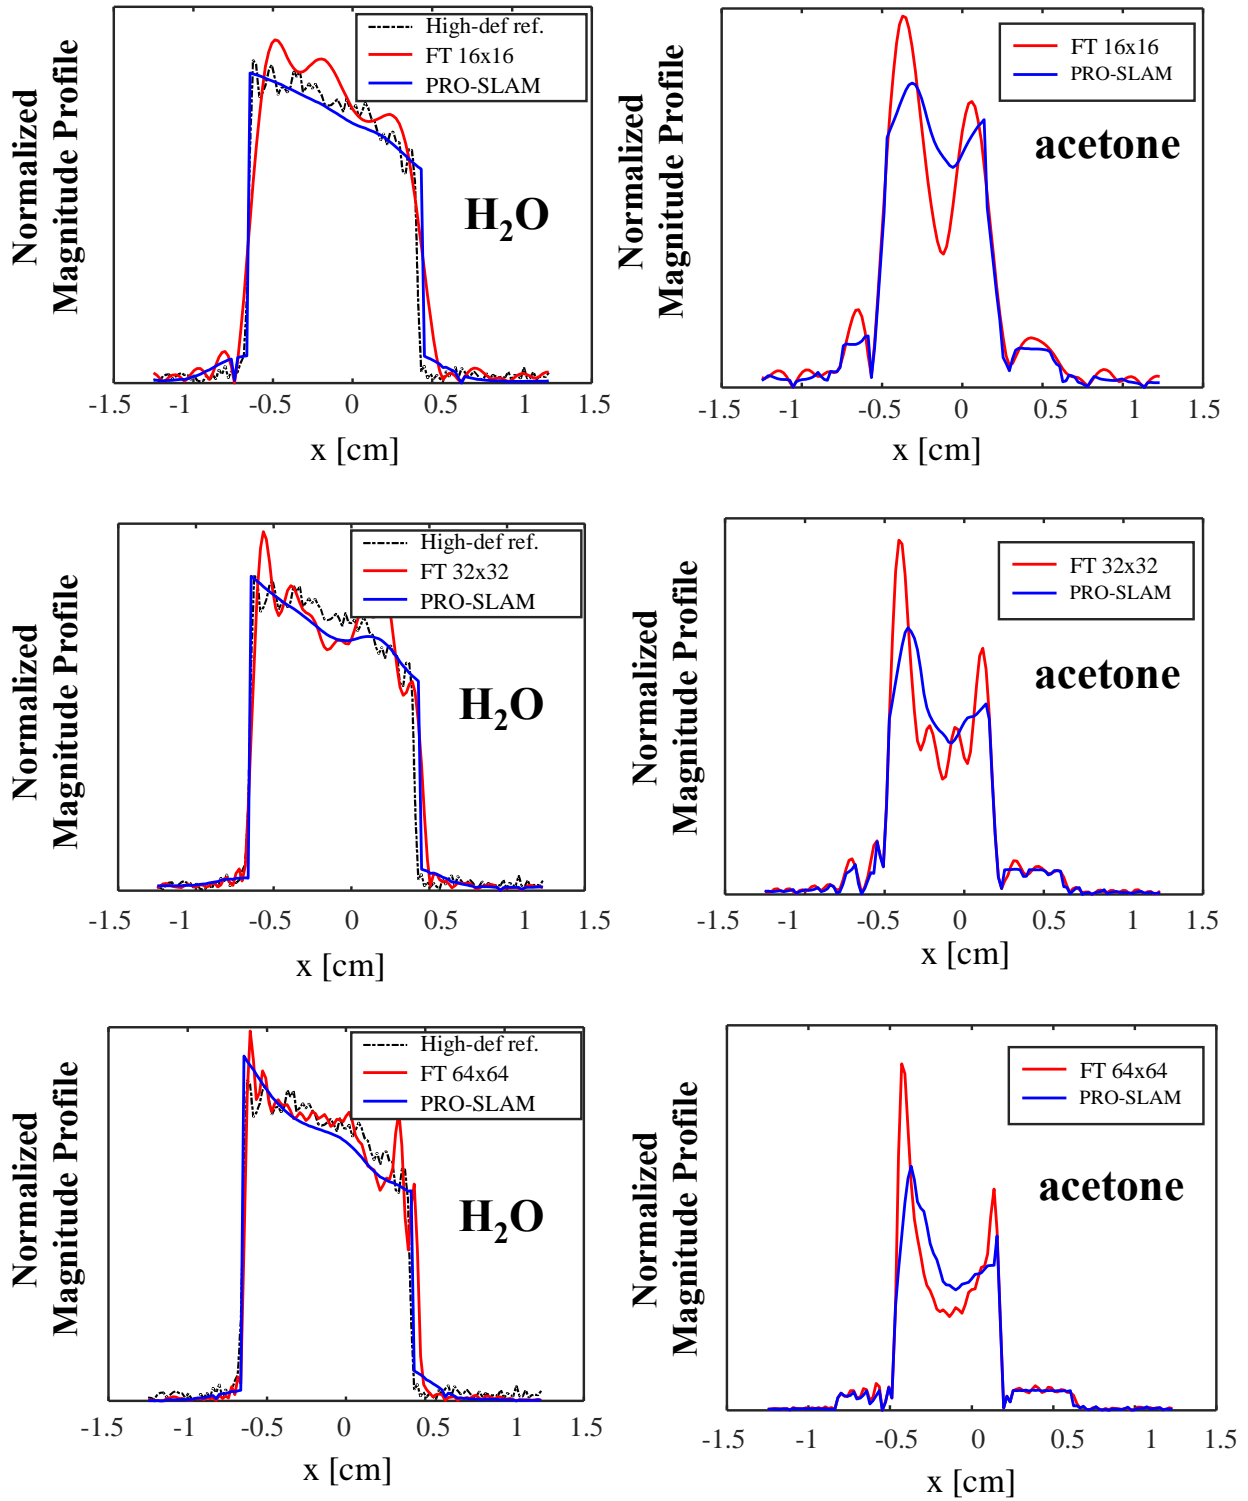 Normalized
Magnitude Profile
High-def ref.
FT 16x16
PRO-SLAM
H₂O
-1.5 -1 -0.5 0 0.5 1 1.5
x [cm]
Normalized
Magnitude Profile
FT 16x16
PRO-SLAM
acetone
-1.5 -1 -0.5 0 0.5 1 1.5
x [cm]
Normalized
Magnitude Profile
High-def ref.
FT 32x32
PRO-SLAM
H₂O
-1.5 -1 -0.5 0 0.5 1 1.5
x [cm]
Normalized
Magnitude Profile
FT 32x32
PRO-SLAM
acetone
-1.5 -1 -0.5 0 0.5 1 1.5
x [cm]
Normalized
Magnitude Profile
High-def ref.
FT 64x64
PRO-SLAM
H₂O
-1.5 -1 -0.5 0 0.5 1 1.5
x [cm]
Normalized
Magnitude Profile
FT 64x64
PRO-SLAM
acetone
-1.5 -1 -0.5 0 0.5 1 1.5
x [cm]